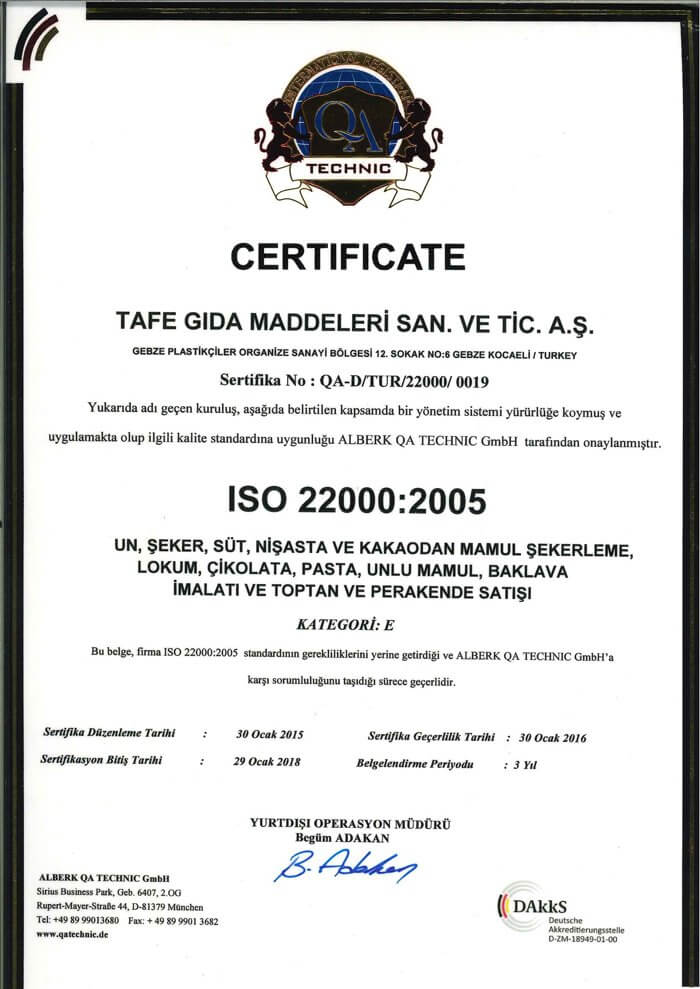 INTERNATIONAL REGISTRAR
QA
TECHNIC
CERTIFICATE
TAFE GIDA MADDELERİ SAN. VE TİC. A.Ş.
GEBZE PLASTİKÇİLER ORGANİZE SANAYİ BÖLGESİ 12. SOKAK NO:6 GEBZE KOCAELİ / TURKEY
Sertifika No : QA-D/TUR/22000/ 0019
Yukarıda adı geçen kuruluş, aşağıda belirtilen kapsamda bir yönetim sistemi yürürlüğe koymuş ve
uygulamakta olup ilgili kalite standardına uygunluğu ALBERK QA TECHNIC GmbH tarafından onaylanmıştır.
ISO 22000:2005
UN, ŞEKER, SÜT, NİŞASTA VE KAKAODAN MAMUL ŞEKERLEME,
LOKUM, ÇİKOLATA, PASTA, UNLU MAMUL, BAKLAVA
İMALATI VE TOPTAN VE PERAKENDE SATIŞI
KATEGORİ: E
Bu belge, firma ISO 22000:2005 standardının gerekliliklerini yerine getirdiği ve ALBERK QA TECHNIC GmbH'a
karşı sorumluluğunu taşıdığı sürece geçerlidir.
Sertifika Düzenleme Tarihi : 30 Ocak 2015 Sertifika Geçerlilik Tarihi : 30 Ocak 2016
Sertifikasyon Bitiş Tarihi : 29 Ocak 2018 Belgelendirme Periyodu : 3 Yıl
YURTDIŞI OPERASYON MÜDÜRÜ
Begüm ADAKAN
B. Adakan
ALBERK QA TECHNIC GmbH
Sirius Business Park, Geb. 6407, 2.OG
Rupert-Mayer-Straße 44, D-81379 München
Tel: +49 89 99013680 Fax: + 49 89 9901 3682
www.qatechnic.de
DAkkS
Deutsche
Akkreditierungsstelle
D-ZM-18949-01-00